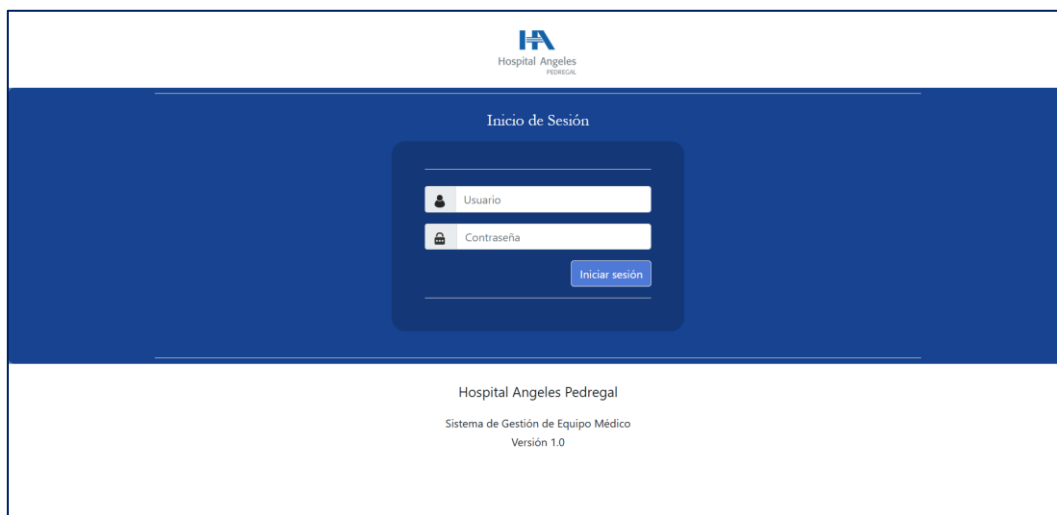 HA
Hospital Angeles
PEDREGAL
Inicio de Sesión
Usuario
Contraseña
Iniciar sesión
Hospital Angeles Pedregal
Sistema de Gestión de Equipo Médico
Versión 1.0